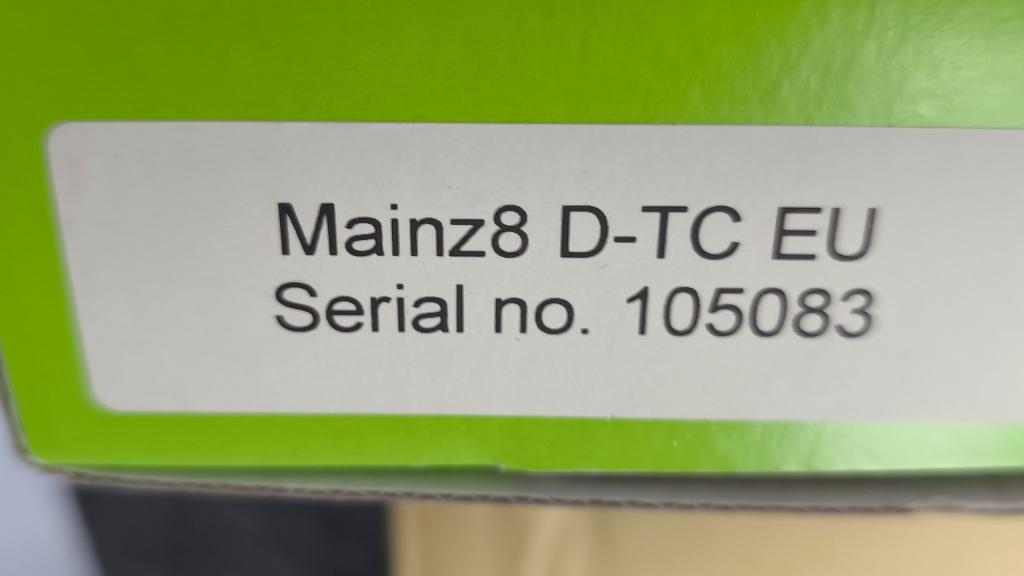 Mainz8 D-TC EU
Serial no. 105083